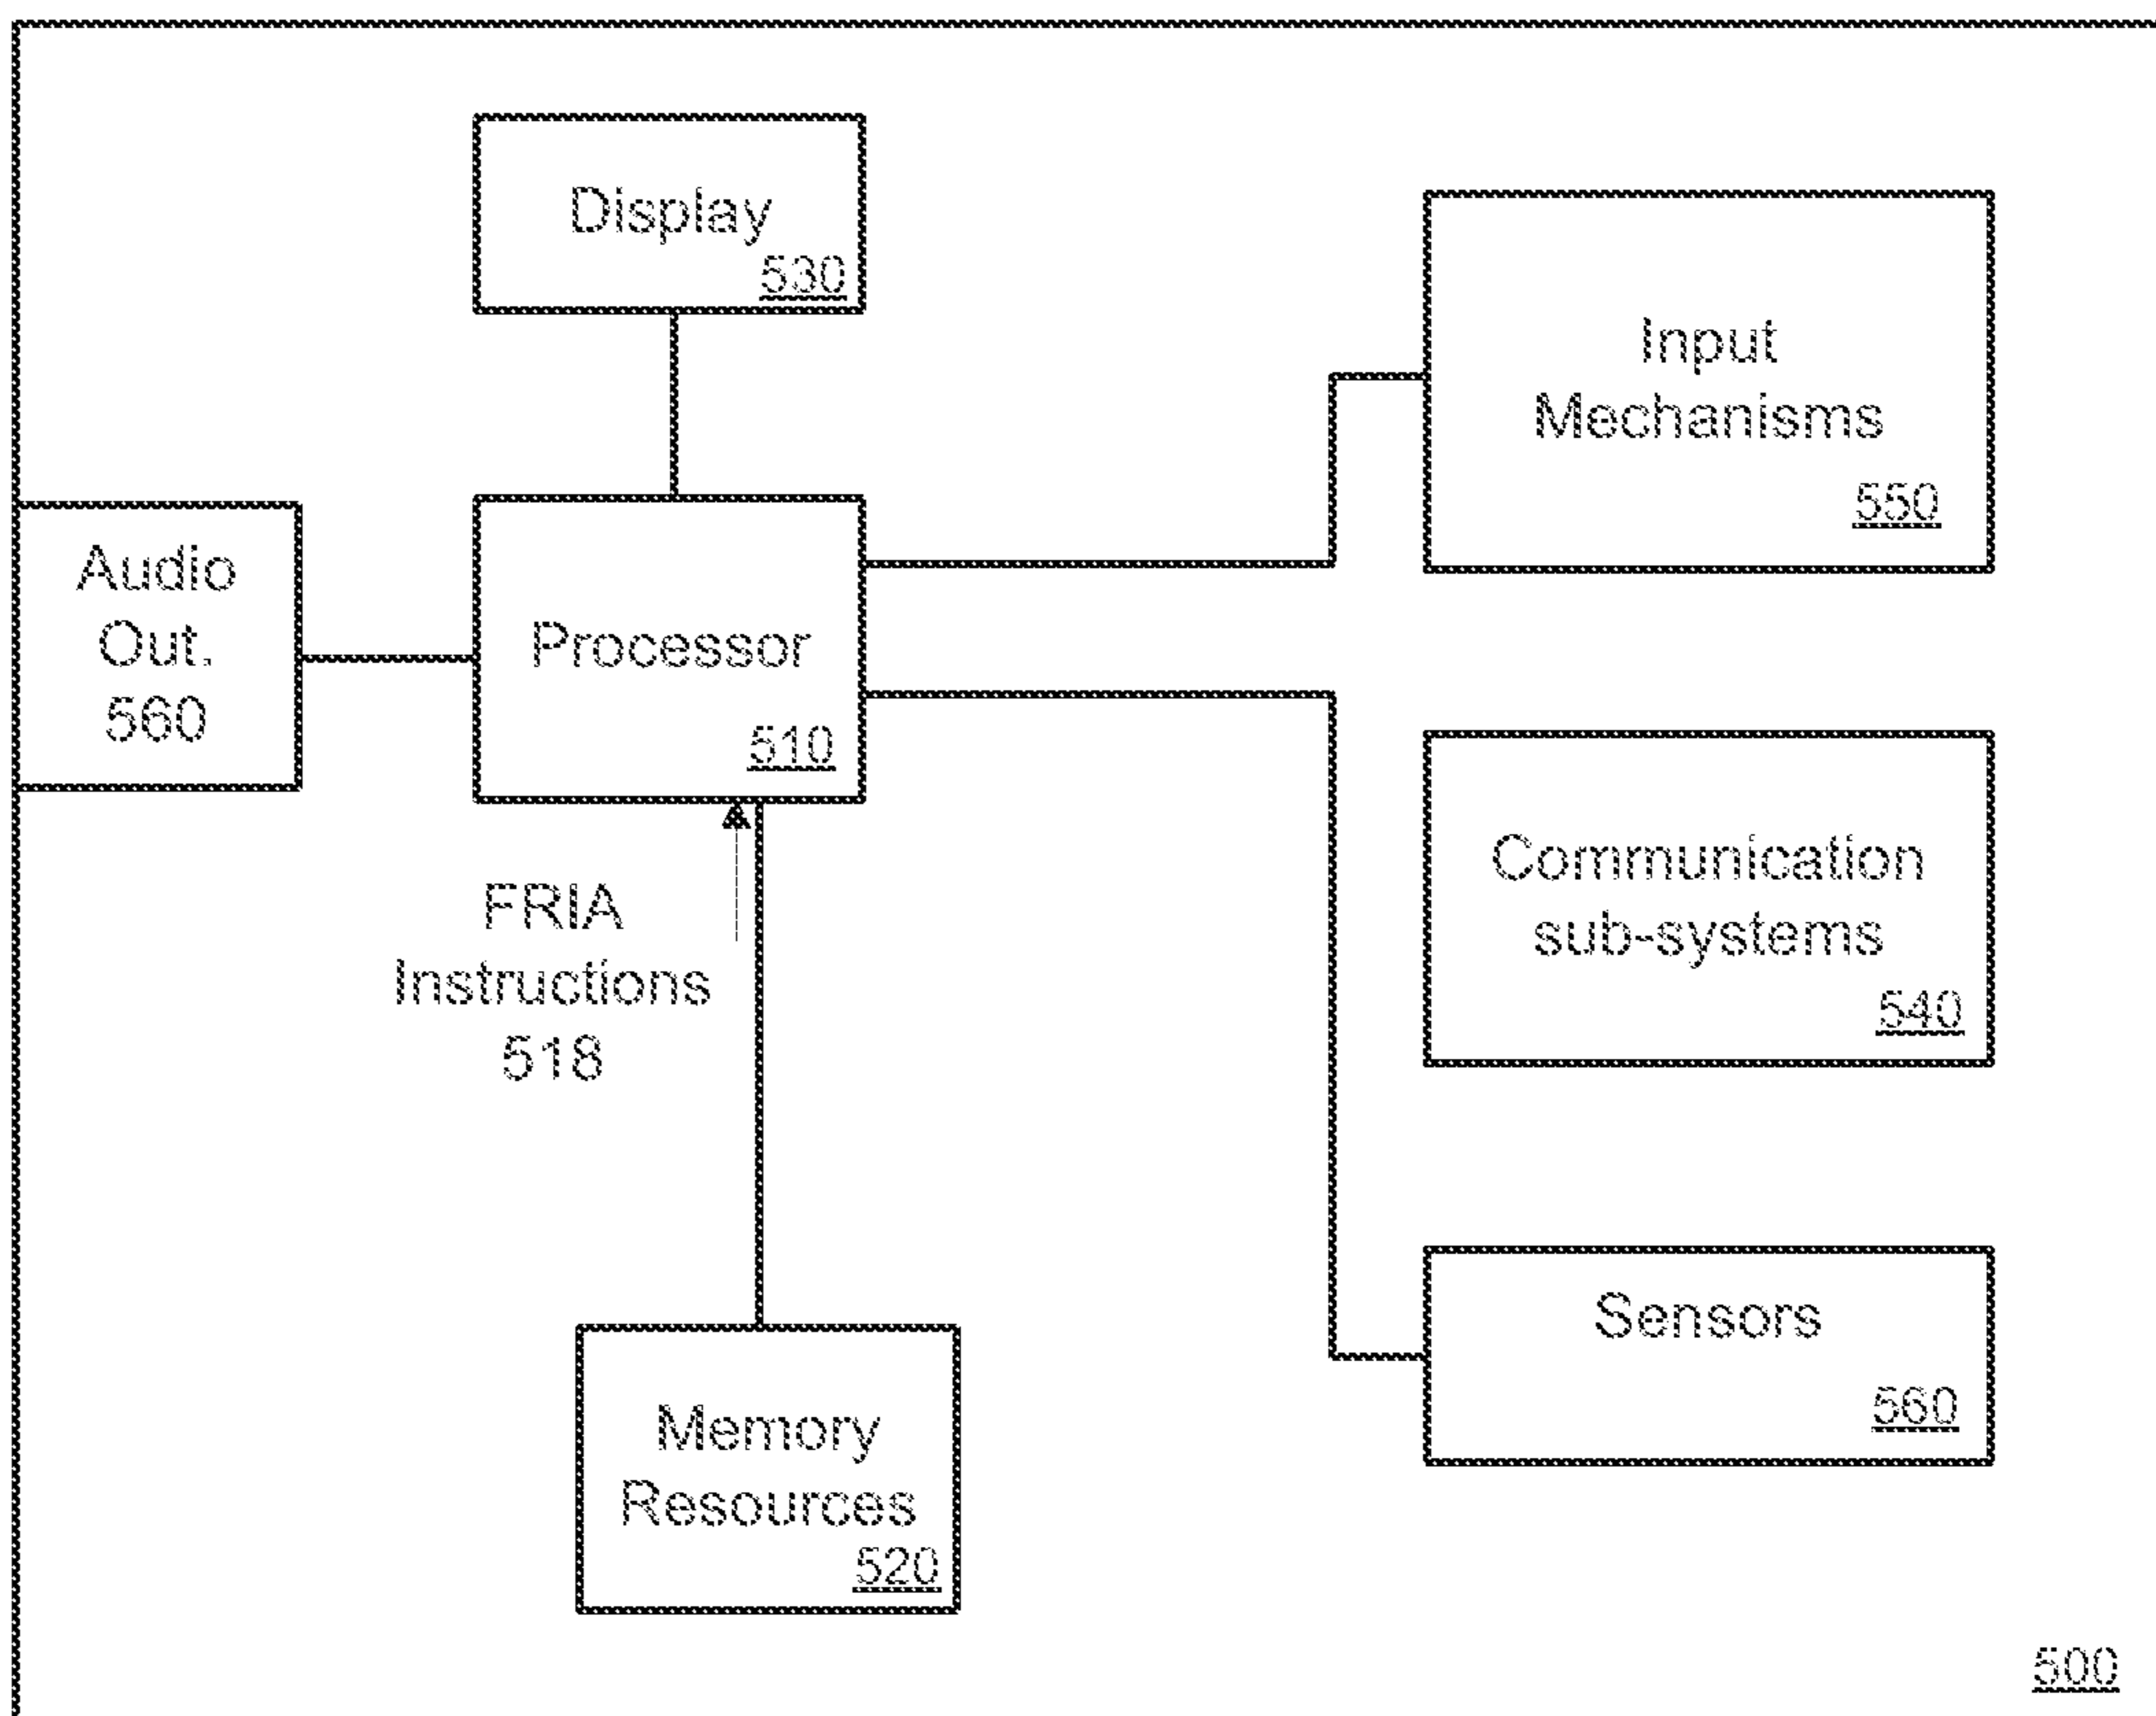 Display
530
Input
Mechanisms
550
Audio
Out.
560
Processor
510
Communication
sub-systems
540
FRIA
Instructions
518
Sensors
560
Memory
Resources
520
500